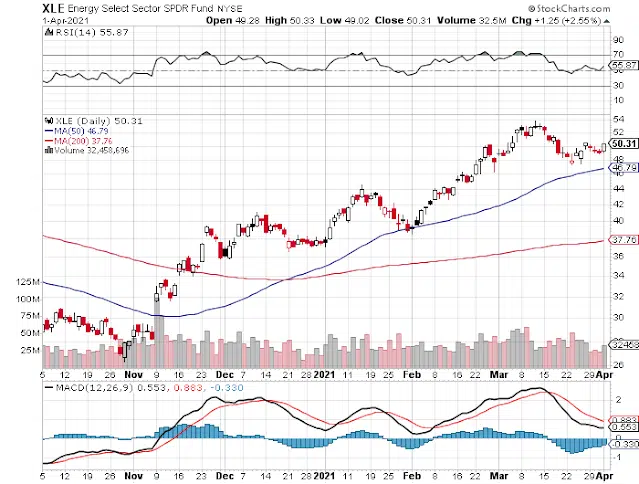 XLE Energy Select Sector SPDR Fund NYSE
© StockCharts.com
1-Apr-2021
Open 49.28 High 50.33 Low 49.02 Close 50.31 Volume 32.5M Chg +1.25 (+2.55%)
RSI(14) 55.87
90
70
55.87
50
30
10
XLE (Daily) 50.31
MA(50) 46.79
MA(200) 37.76
Volume 32,458,696
54
52
50.31
48
46.79
44
42
40
37.76
36
34
32
30
28
26
125M
100M
75M
50M
25M
5 12 19 26 Nov 9 16 23 Dec 7 14 21 28 2021 11 19 25 Feb 8 16 22 Mar 8 15 22 29 Apr
MACD(12,26,9) 0.553, 0.883, -0.330
2
1
0.883
0.553
0
-0.330
-1
5 12 19 26 Nov 9 16 23 Dec 7 14 21 28 2021 11 19 25 Feb 8 16 22 Mar 8 15 22 29 Apr